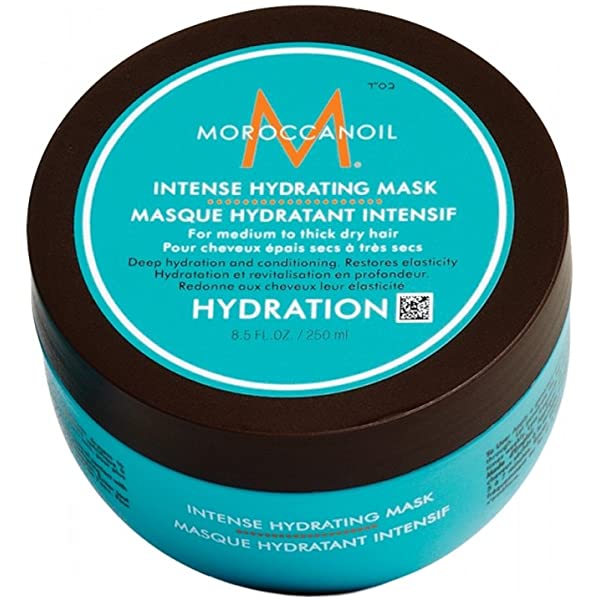 בס"ד
M
MOROCCANOIL
INTENSE HYDRATING MASK
MASQUE HYDRATANT INTENSIF
For medium to thick dry hair
Pour cheveux épais secs à très secs
Deep hydration and conditioning. Restores elasticity
Hydratation et revitalisation en profondeur.
Redonne aux cheveux leur élasticité
HYDRATION
8.5 FL.OZ. / 250 ml
INTENSE HYDRATING MASK
MASQUE HYDRATANT INTENSIF